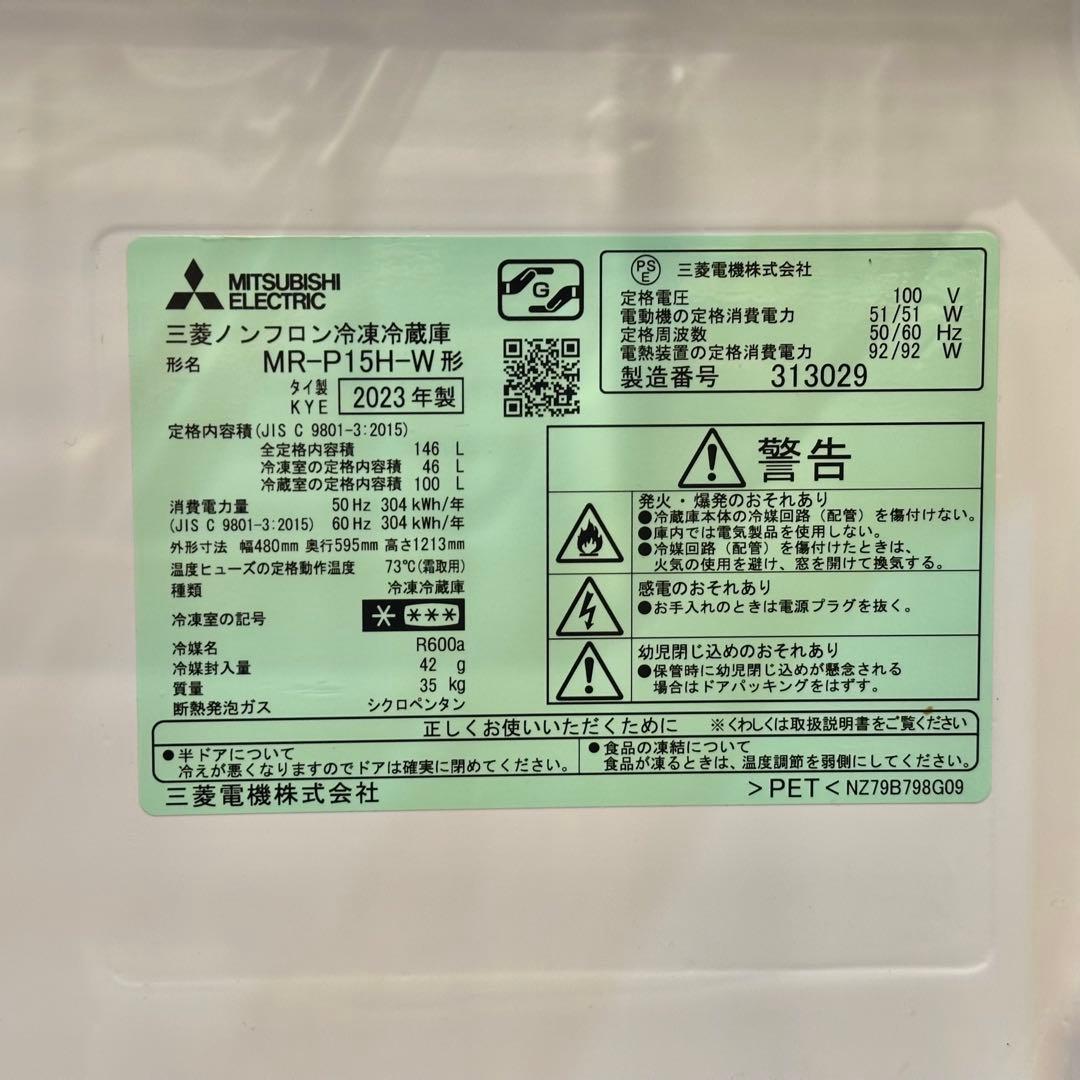 MITSUBISHI
ELECTRIC
三菱ノンフロン冷凍冷蔵庫
形名 MR-P15H-W形
タイ製
KYE 2023年製
定格内容積(JIS C 9801-3:2015)
全定格内容積 146 L
冷凍室の定格内容積 46 L
冷蔵室の定格内容積 100 L
消費電力量 50Hz 304kWh/年
(JIS C 9801-3:2015) 60Hz 304kWh/年
外形寸法 幅480mm 奥行595mm 高さ1213mm
温度ヒューズの定格動作温度 73℃(霜取用)
種類 冷凍冷蔵庫
冷凍室の記号 * ***
冷媒名 R600a
冷媒封入量 42 g
質量 35 kg
断熱発泡ガス シクロペンタン
G
PS
E
三菱電機株式会社
定格電圧 100 V
電動機の定格消費電力 51/51 W
定格周波数 50/60 Hz
電熱装置の定格消費電力 92/92 W
製造番号 313029
警告
発火・爆発のおそれあり
●冷蔵庫本体の冷媒回路(配管)を傷付けない。
●庫内では電気製品を使用しない。
●冷媒回路(配管)を傷付けたときは、
火気の使用を避け、窓を開けて換気する。
感電のおそれあり
●お手入れのときは電源プラグを抜く。
幼児閉じ込めのおそれあり
●保管時に幼児閉じ込めが懸念される
場合はドアパッキングをはずす。
正しくお使いいただくために ※くわしくは取扱説明書をご覧ください
●半ドアについて
冷えが悪くなりますのでドアは確実に閉めてください。
●食品の凍結について
食品が凍るときは、温度調節を弱側にしてください。
三菱電機株式会社
>PET< NZ79B798G09